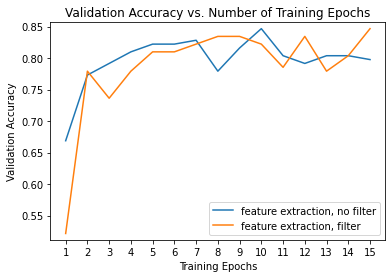 Validation Accuracy vs. Number of Training Epochs
Validation Accuracy
0.85
0.80
0.75
0.70
0.65
0.60
0.55
feature extraction, no filter
feature extraction, filter
1 2 3 4 5 6 7 8 9 10 11 12 13 14 15
Training Epochs